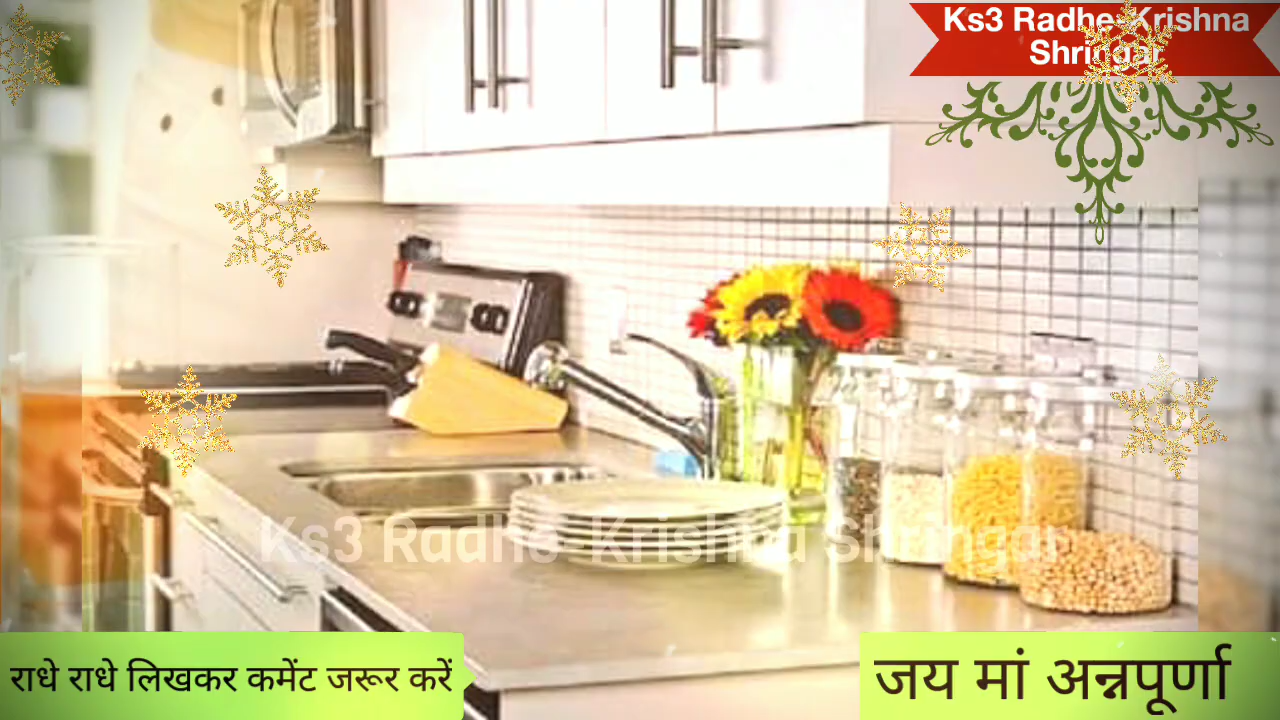 Ks3 Radhe-Krishna
Shringar
Ks3 Radhe-Krishna Shringar
राधे राधे लिखकर कमेंट जरूर करें
जय मां अन्नपूर्णा